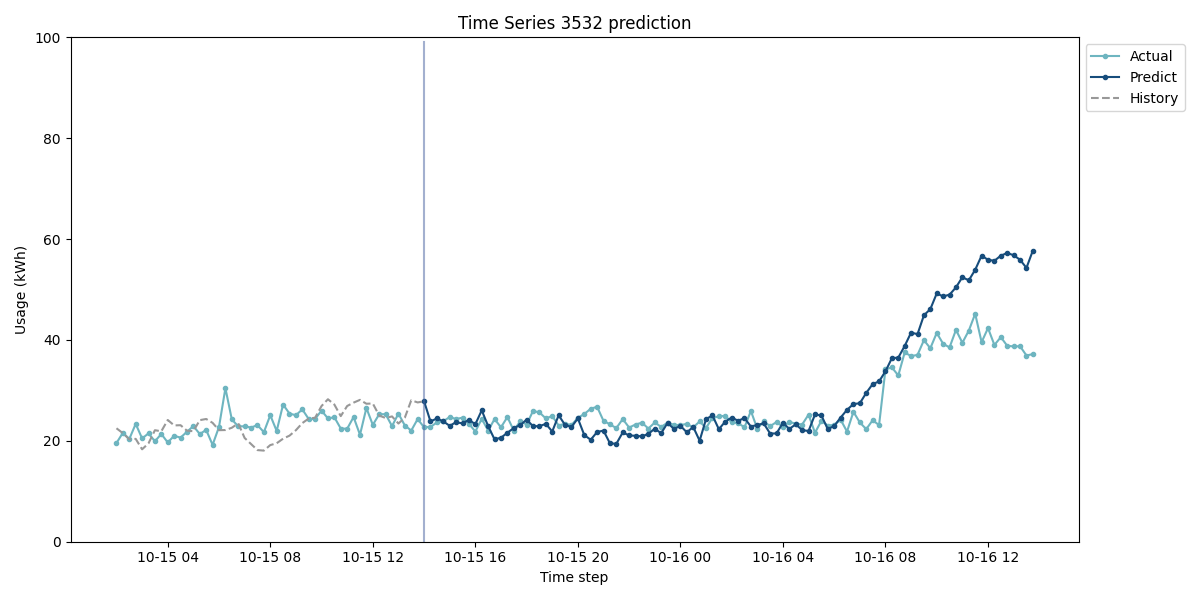 Time Series 3532 prediction
Actual
Predict
History
Usage (kWh)
100
80
60
40
20
0
10-15 04
10-15 08
10-15 12
10-15 16
10-15 20
10-16 00
10-16 04
10-16 08
10-16 12
Time step